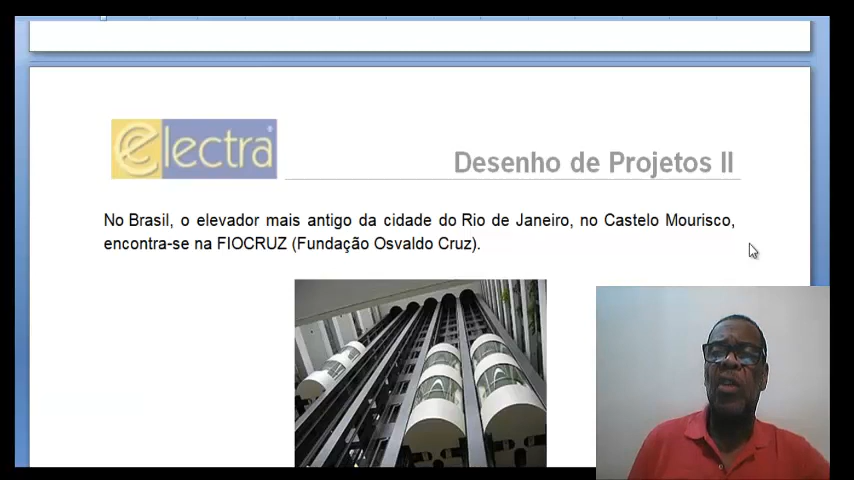 electra
Desenho de Projetos II
No Brasil, o elevador mais antigo da cidade do Rio de Janeiro, no Castelo Mourisco,
encontra-se na FIOCRUZ (Fundação Osvaldo Cruz).